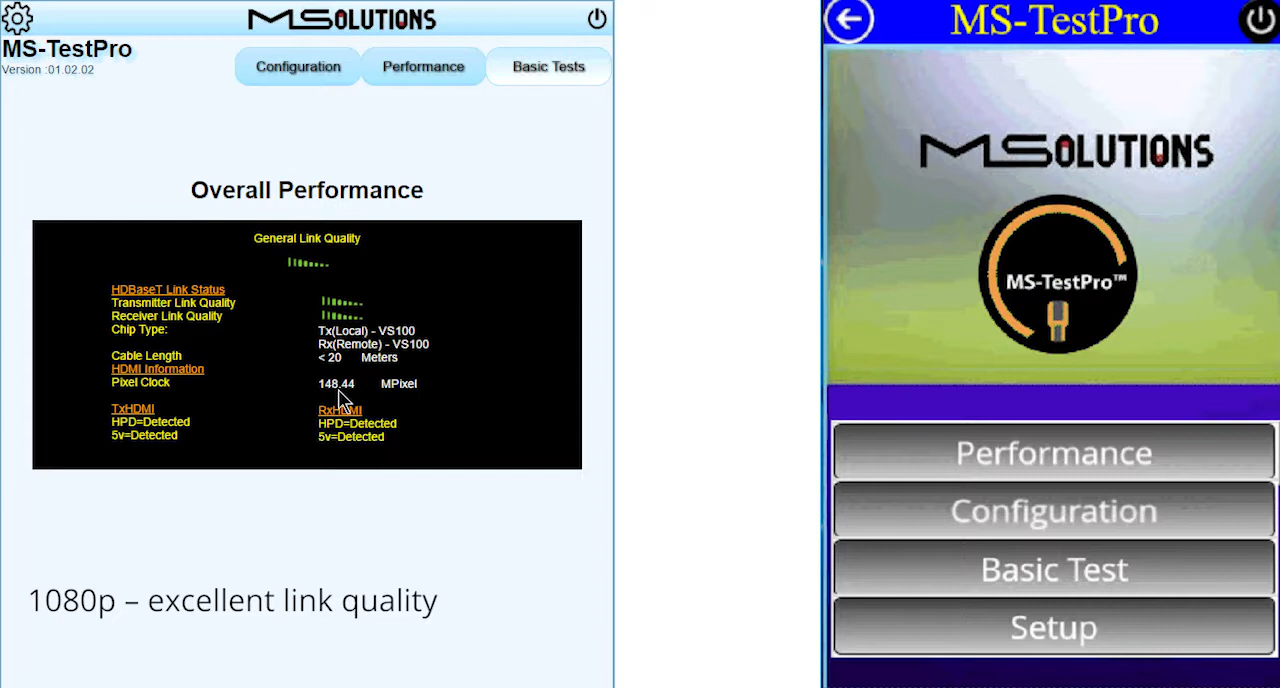 MSOLUTIONS
MS-TestPro
Version :01.02.02
Configuration
Performance
Basic Tests
Overall Performance
General Link Quality
HDBaseT Link Status
Transmitter Link Quality
Receiver Link Quality
Chip Type:
Tx(Local) - VS100
Rx(Remote) - VS100
Cable Length
< 20 Meters
HDMI Information
Pixel Clock
148.44 MPixel
TxHDMI
RxHDMI
HPD=Detected
HPD=Detected
5v=Detected
5v=Detected
1080p – excellent link quality
MS-TestPro
MSOLUTIONS
MS-TestPro™
Performance
Configuration
Basic Test
Setup